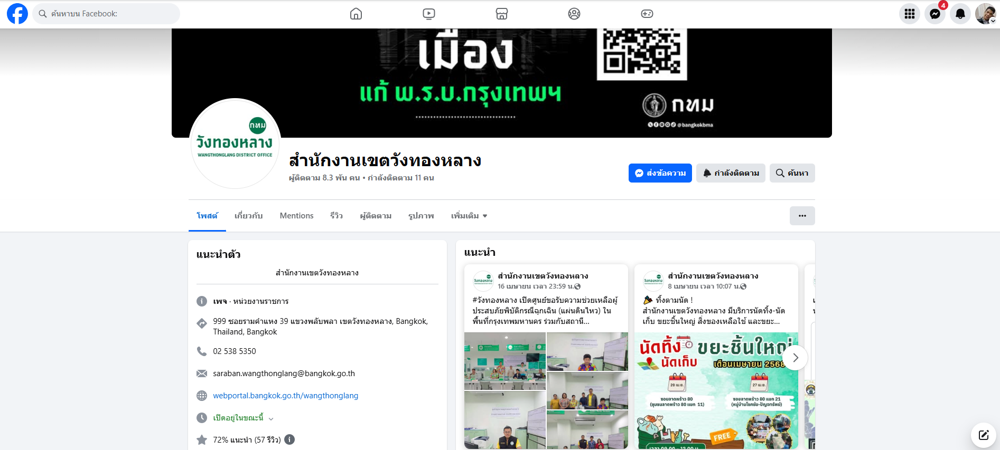 ค้นหาบน Facebook:
4
เมือง
แก้ พ.ร.บ.กรุงเทพฯ
กทม
@bangkokbma
กทม
วังทองหลาง
WANGTHONGLANG DISTRICT OFFICE
สำนักงานเขตวังทองหลาง
ผู้ติดตาม 8.3 พัน คน • กำลังติดตาม 11 คน
ส่งข้อความ
กำลังติดตาม
ค้นหา
โพสต์ เกี่ยวกับ Mentions รีวิว ผู้ติดตาม รูปภาพ เพิ่มเติม
แนะนำตัว
สำนักงานเขตวังทองหลาง
เพจ · หน่วยงานราชการ
999 ซอยรามคำแหง 39 แขวงพลับพลา เขตวังทองหลาง, Bangkok,
Thailand, Bangkok
02 538 5350
saraban.wangthonglang@bangkok.go.th
webportal.bangkok.go.th/wangthonglang
เปิดอยู่ในขณะนี้
72% แนะนำ (57 รีวิว)
แนะนำ
สำนักงานเขตวังทองหลาง
16 เมษายน เวลา 23:59 น.
#วังทองหลาง เปิดศูนย์ขอรับความช่วยเหลือผู้
ประสบภัยพิบัติกรณีฉุกเฉิน (แผ่นดินไหว) ใน
พื้นที่กรุงเทพมหานคร ร่วมกับสถานี...
สำนักงานเขตวังทองหลาง
8 เมษายน เวลา 10:07 น.
ทิ้งตามนัด !
สำนักงานเขตวังทองหลาง มีบริการนัดทิ้ง-นัด
เก็บ ขยะชิ้นใหญ่ สิ่งของเหลือใช้ และขยะ...
นัดทิ้ง ขยะชิ้นใหญ่
นัดเก็บ เดือนเมษายน 2568
20 เม.ย.
27 เม.ย.
ซอยลาดพร้าว 80
(ชุมชนลาดพร้าว 80 แยก 11)
ซอยลาดพร้าว 80 แยก 21
(หมู่บ้านโชคชัย-ปัญจทรัพย์)
FREE
เวลา 09.00 - 12.00 น.